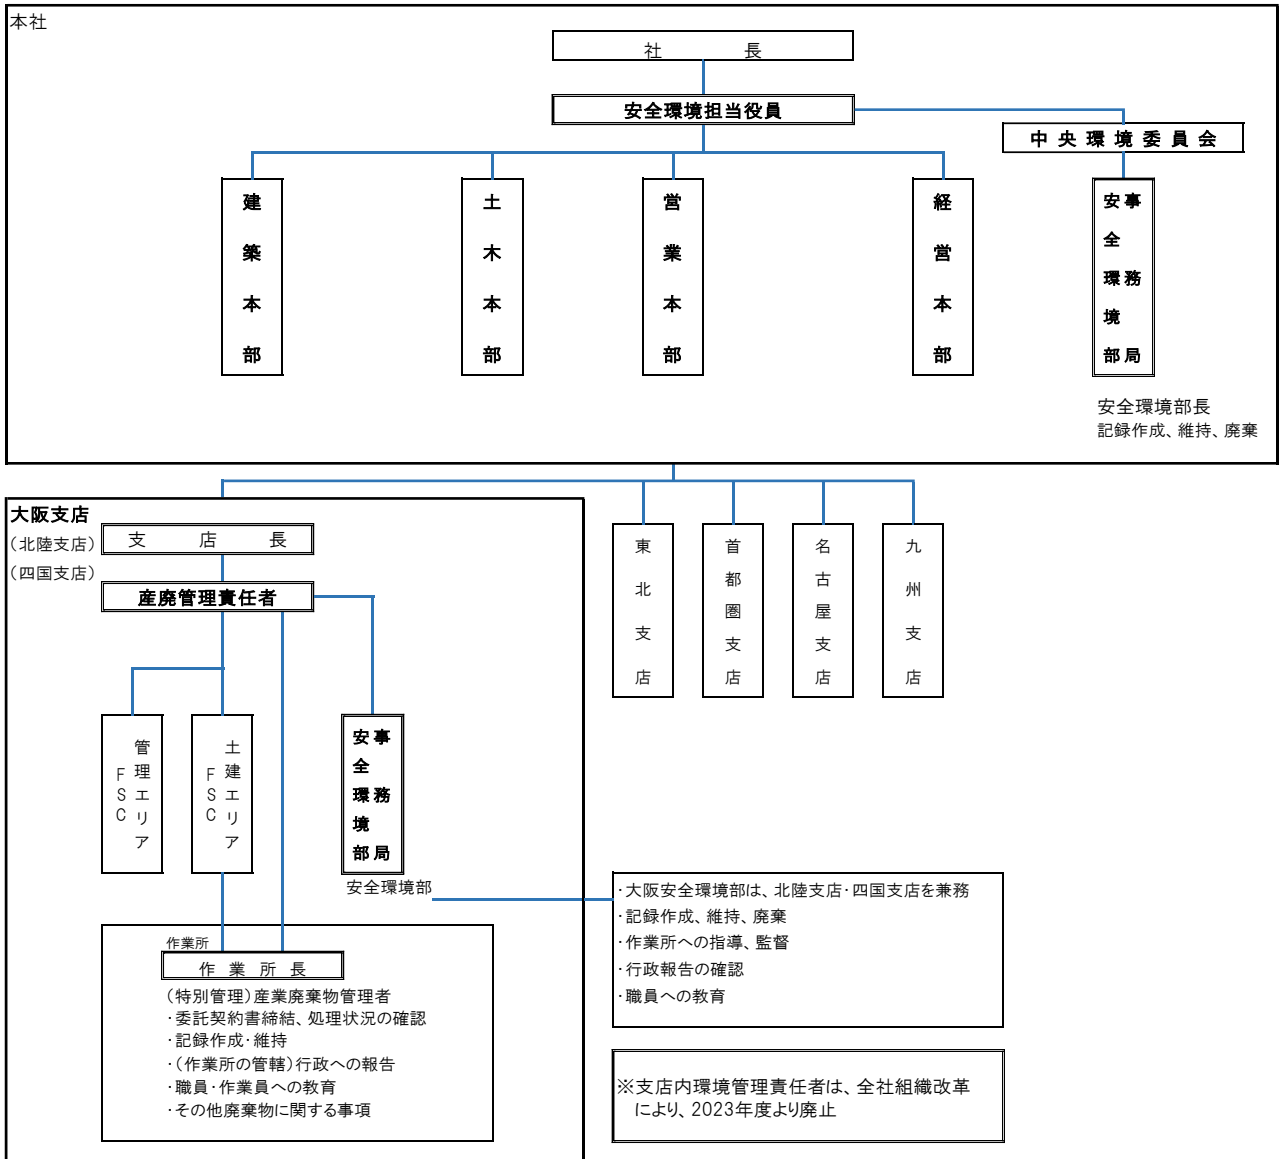 本社
社長
安全環境担当役員
中央環境委員会
建築本部
土木本部
営業本部
経営本部
安全環境部
事務局
安全環境部長
記録作成、維持、廃棄
大阪支店
（北陸支店）
（四国支店）
支店長
産廃管理責任者
東北支店
首都圏支店
名古屋支店
九州支店
管理エリア
FSC
土建エリア
FSC
安全環境部
事務局
安全環境部
・大阪安全環境部は、北陸支店・四国支店を兼務
・記録作成、維持、廃棄
・作業所への指導、監督
・行政報告の確認
・職員への教育
作業所
作業所長
（特別管理）産業廃棄物管理者
・委託契約書締結、処理状況の確認
・記録作成・維持
・（作業所の管轄）行政への報告
・職員・作業員への教育
・その他廃棄物に関する事項
※支店内環境管理責任者は、全社組織改革
により、2023年度より廃止